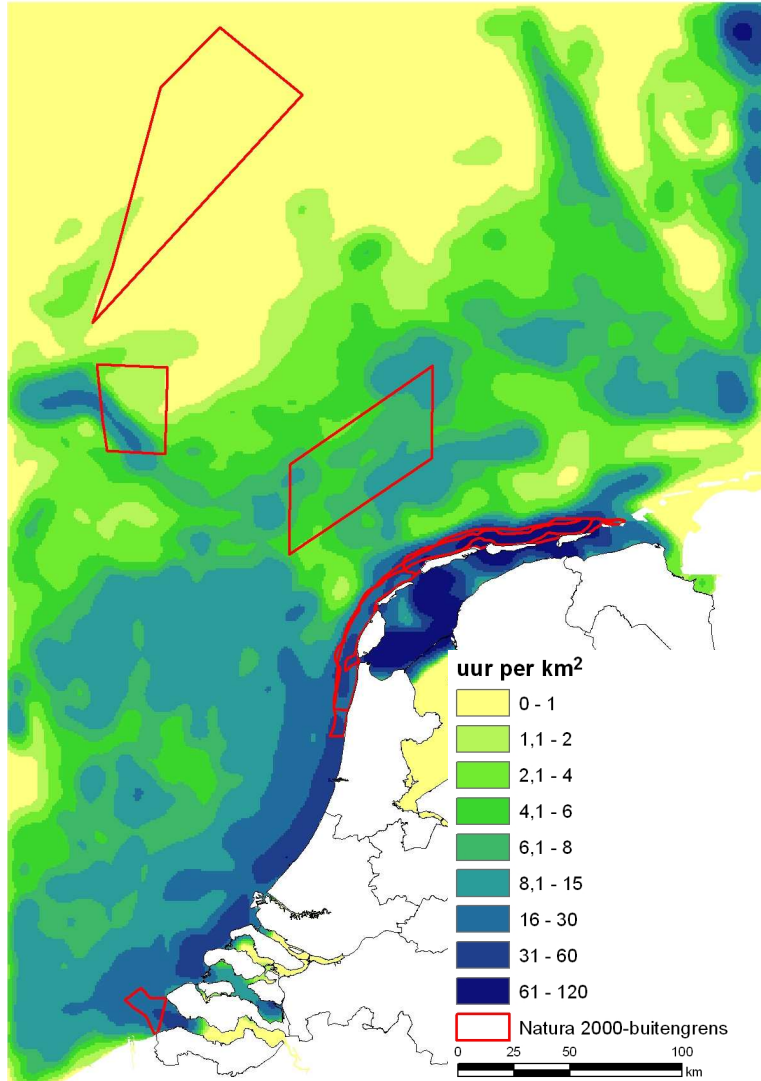 uur per km²
0 - 1
1,1 - 2
2,1 - 4
4,1 - 6
6,1 - 8
8,1 - 15
16 - 30
31 - 60
61 - 120
Natura 2000-buitengrens
0 25 50 100
km